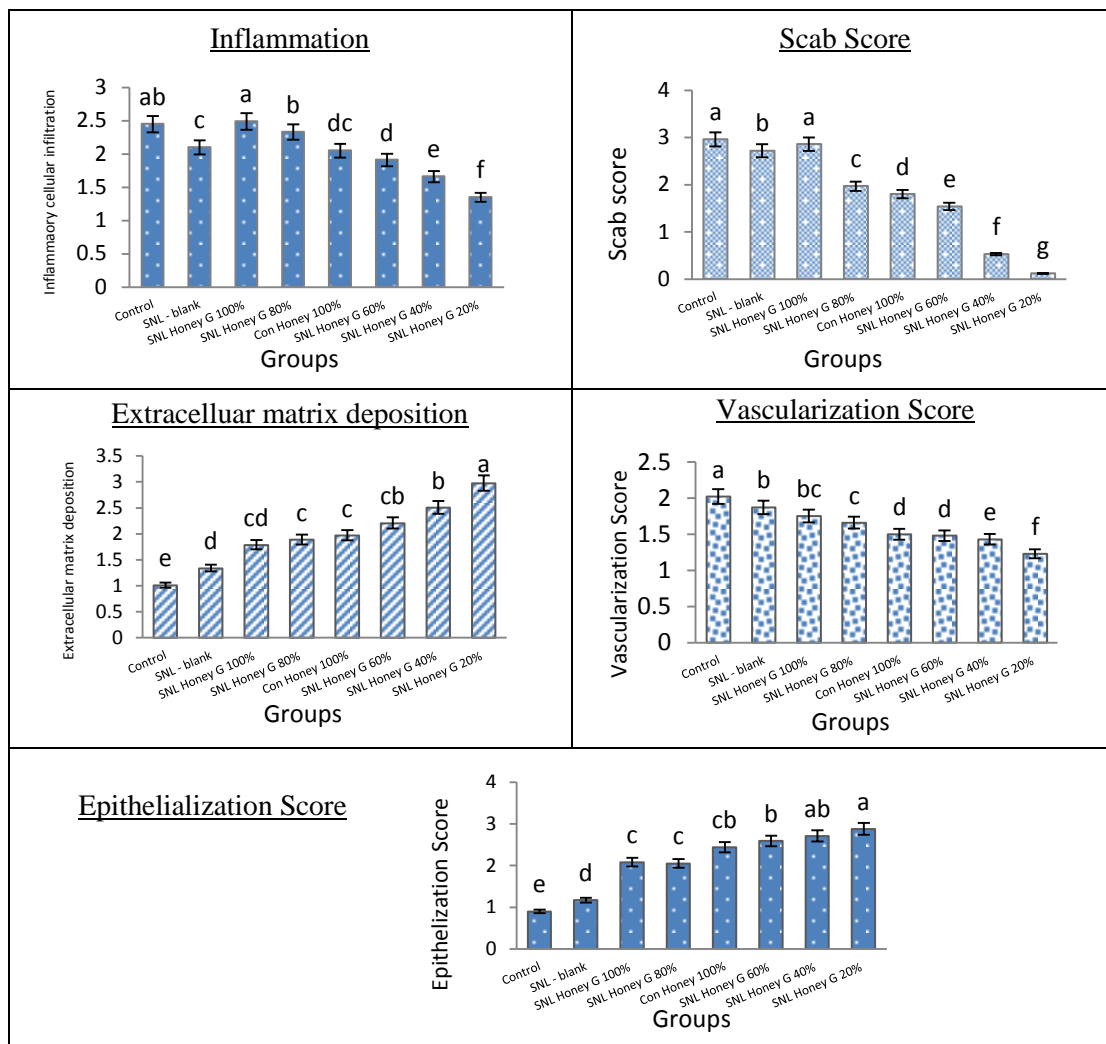 Inflammation
Inflammaory cellular infiltration
3
2.5
2
1.5
1
0.5
0
ab
c
a
b
dc
d
e
f
Control
SNL - blank
SNL Honey G 100%
SNL Honey G 80%
Con Honey 100%
SNL Honey G 60%
SNL Honey G 40%
SNL Honey G 20%
Groups
Scab Score
Scab score
4
3
2
1
0
a
b
a
c
d
e
f
g
Control
SNL - blank
SNL Honey G 100%
SNL Honey G 80%
Con Honey 100%
SNL Honey G 60%
SNL Honey G 40%
SNL Honey G 20%
Groups
Extracelluar matrix deposition
Extracellular matrix deposition
3.5
3
2.5
2
1.5
1
0.5
0
e
d
cd
c
c
cb
b
a
Control
SNL - blank
SNL Honey G 100%
SNL Honey G 80%
Con Honey 100%
SNL Honey G 60%
SNL Honey G 40%
SNL Honey G 20%
Groups
Vascularization Score
Vascularization Score
2.5
2
1.5
1
0.5
0
a
b
bc
c
d
d
e
f
Control
SNL - blank
SNL Honey G 100%
SNL Honey G 80%
Con Honey 100%
SNL Honey G 60%
SNL Honey G 40%
SNL Honey G 20%
Groups
Epithelialization Score
Epithelization Score
4
3
2
1
0
e
d
c
c
cb
b
ab
a
Control
SNL - blank
SNL Honey G 100%
SNL Honey G 80%
Con Honey 100%
SNL Honey G 60%
SNL Honey G 40%
SNL Honey G 20%
Groups